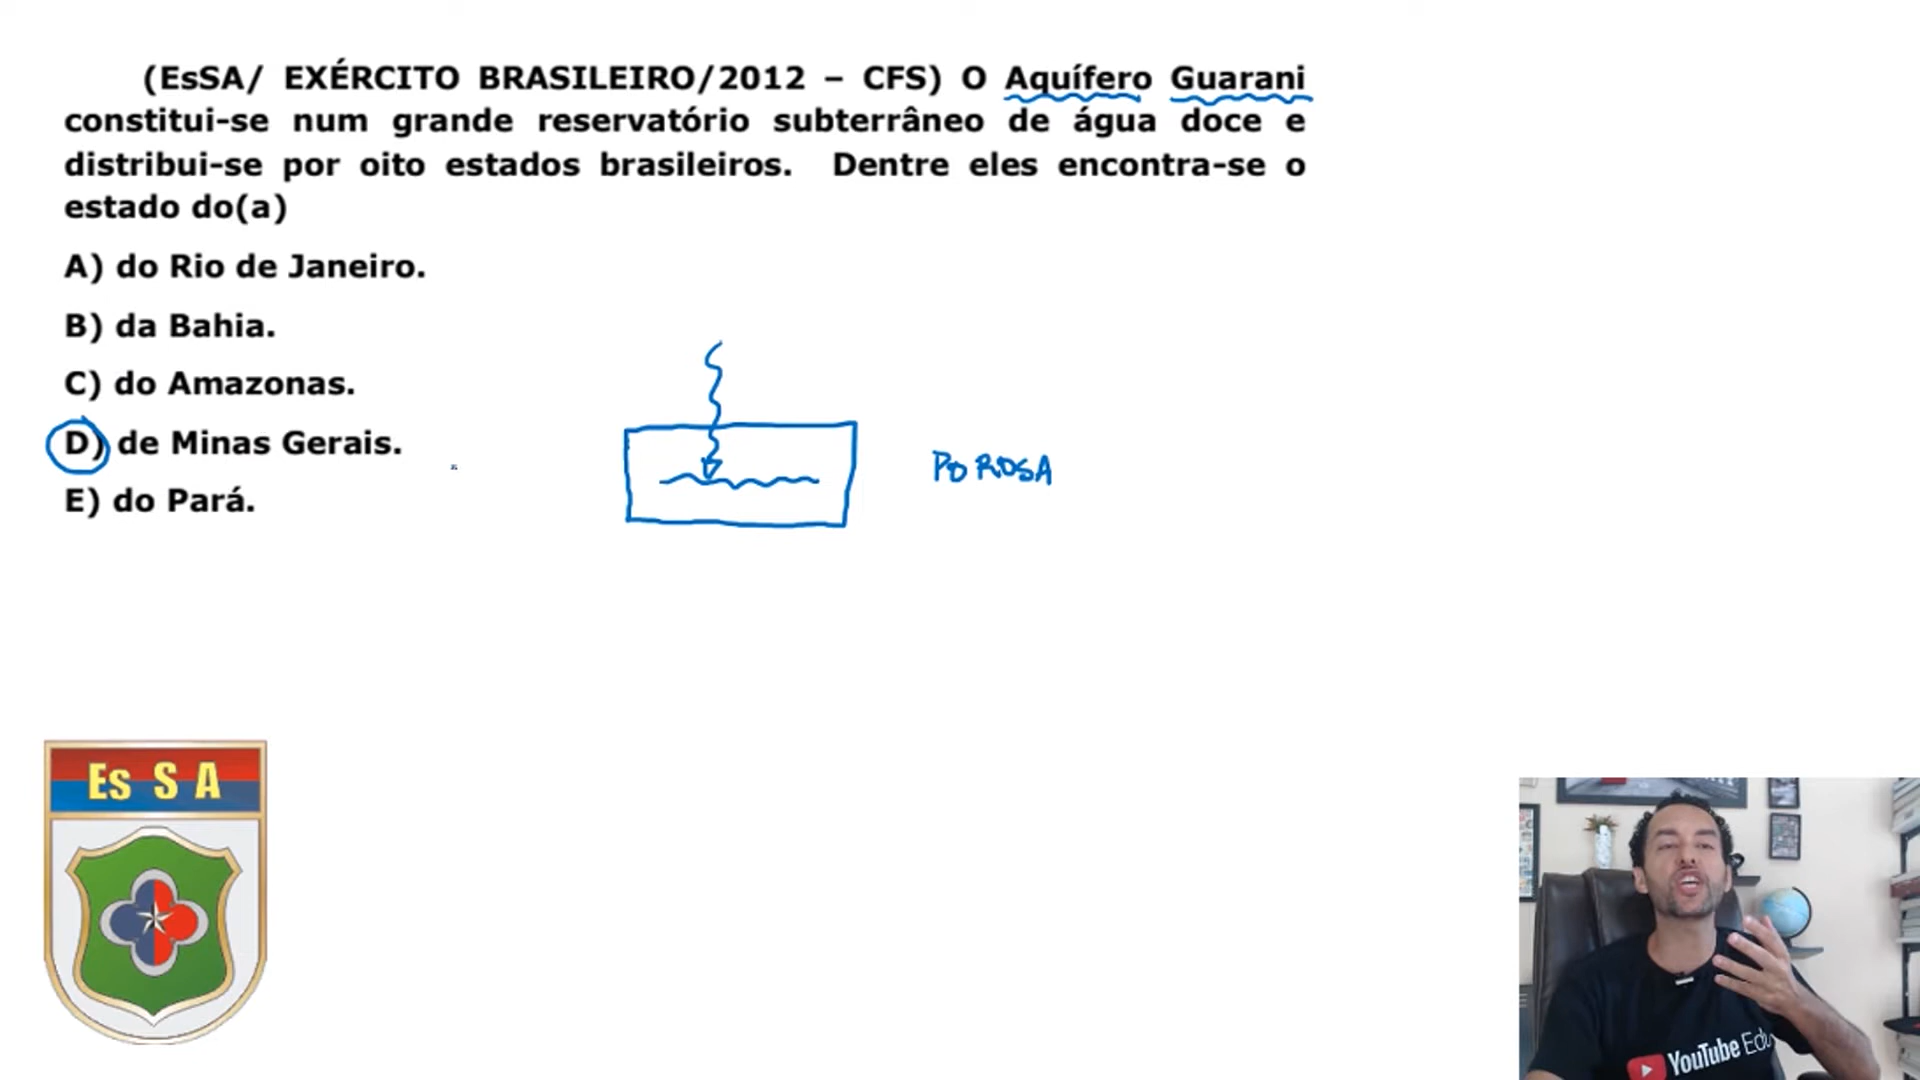 (EsSA/ EXÉRCITO BRASILEIRO/2012 – CFS) O Aquífero Guarani
constitui-se num grande reservatório subterrâneo de água doce e
distribui-se por oito estados brasileiros. Dentre eles encontra-se o
estado do(a)
A) do Rio de Janeiro.
B) da Bahia.
C) do Amazonas.
D) de Minas Gerais.
E) do Pará.
POROSA
Es S A
YouTube Edu